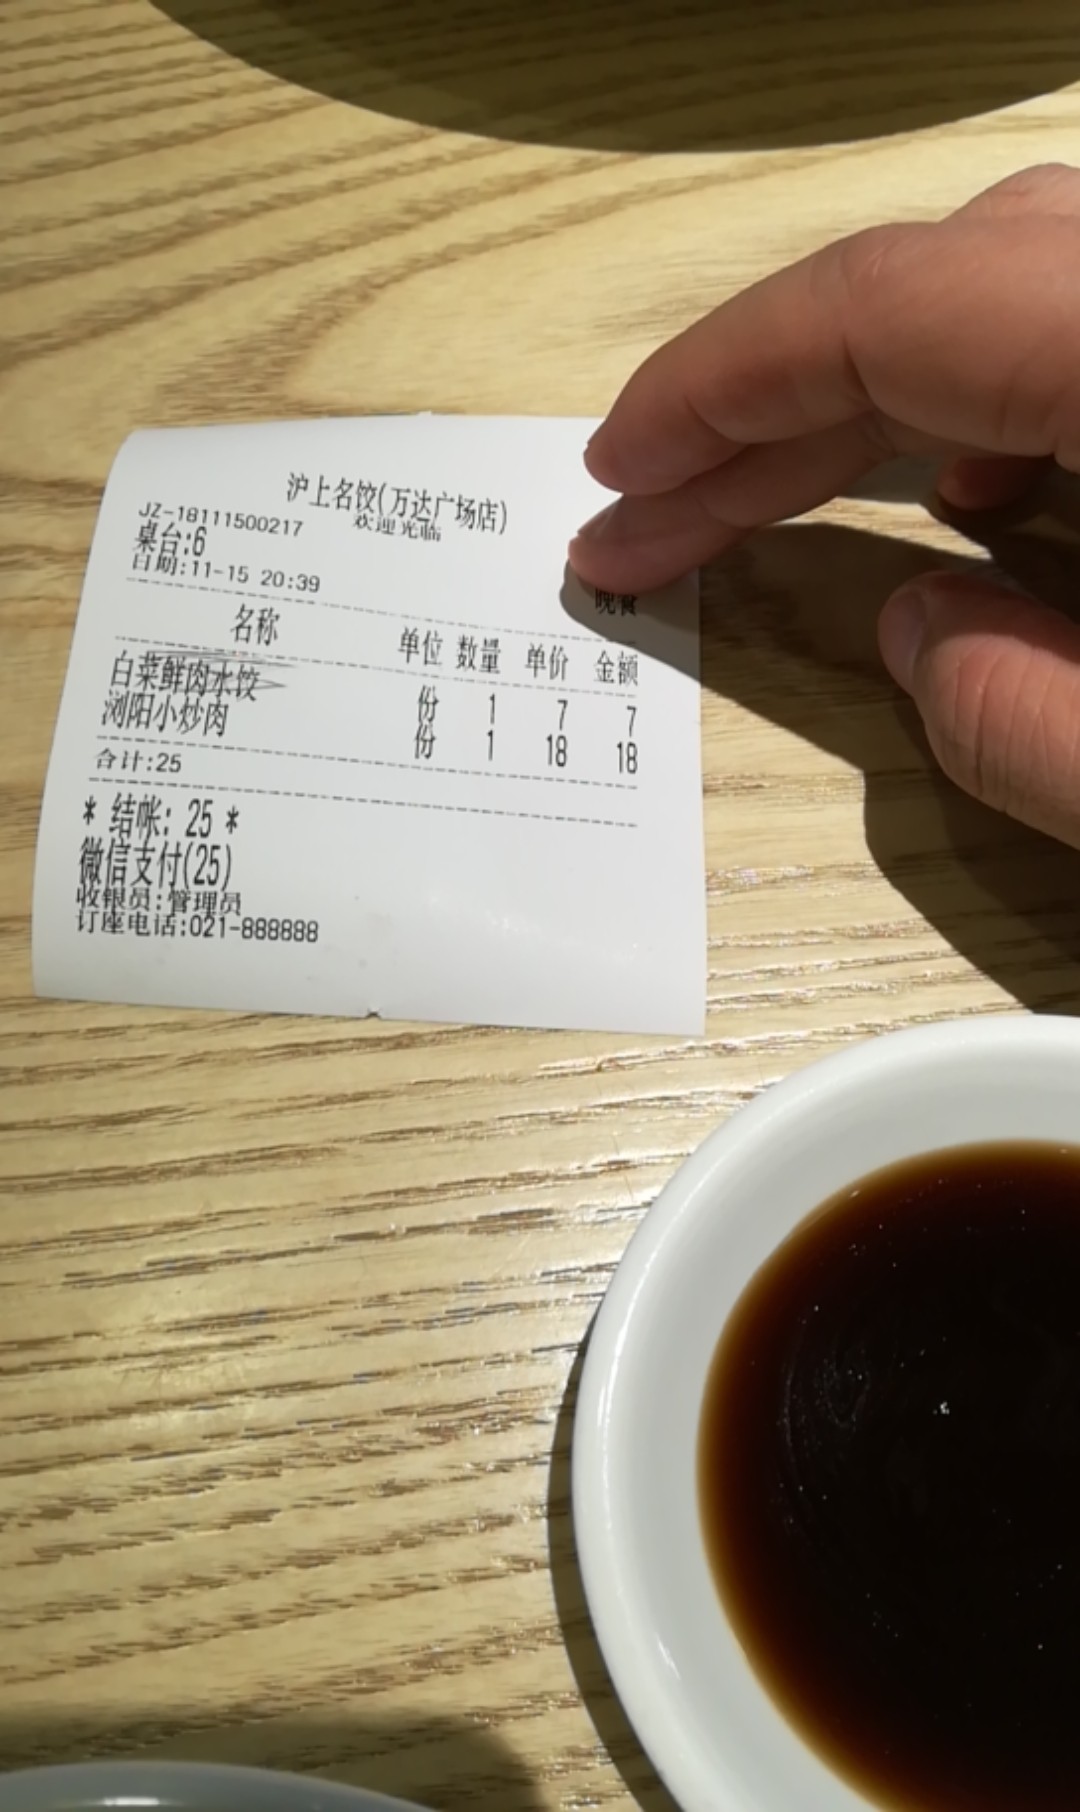 沪上名饺(万达广场店)
欢迎光临
JZ-18111500217
桌台:6
日期:11-15 20:39
晚餐
名称 单位 数量 单价 金额
白菜鲜肉水饺 份 1 7 7
浏阳小炒肉 份 1 18 18
合计:25
* 结帐: 25 *
微信支付(25)
收银员:管理员
订座电话:021-888888